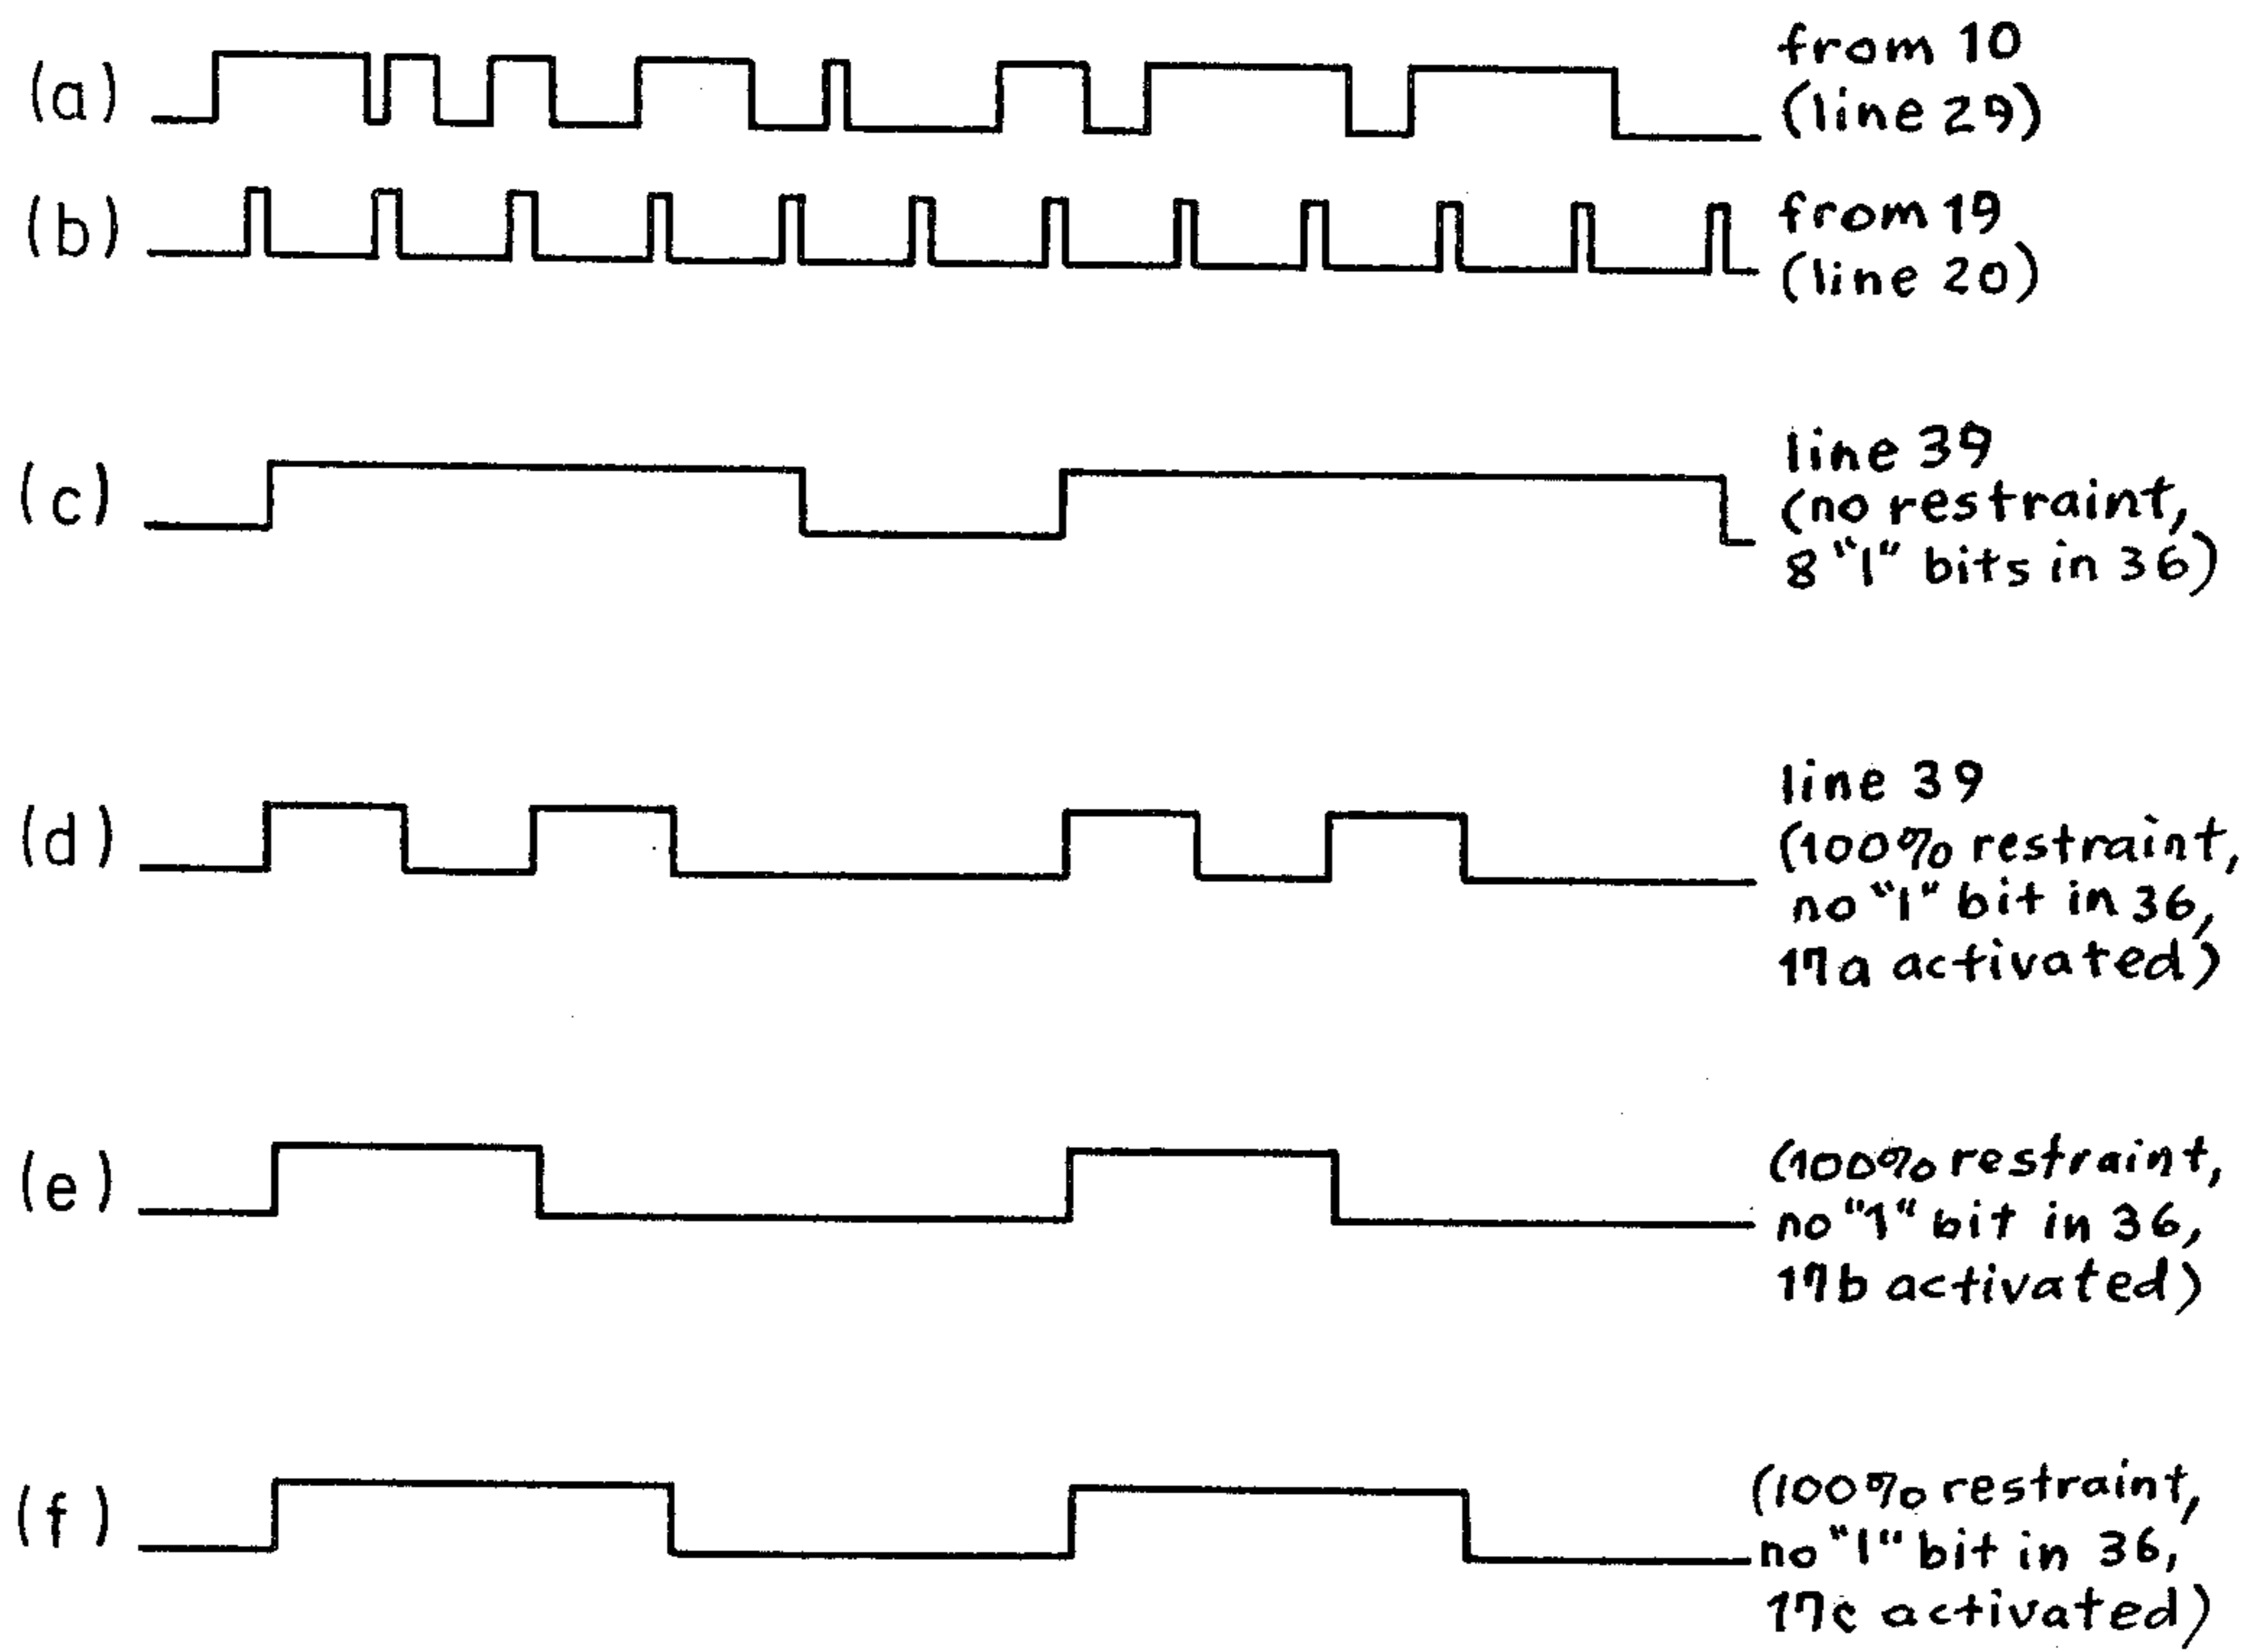 (a)
from 10
(line 29)
(b)
from 19
(line 20)
(c)
line 39
(no restraint,
8 "1" bits in 36)
(d)
line 39
(100% restraint,
no "1" bit in 36,
17a activated)
(e)
(100% restraint,
no "1" bit in 36,
17b activated)
(f)
(100% restraint,
no "1" bit in 36,
17c activated)